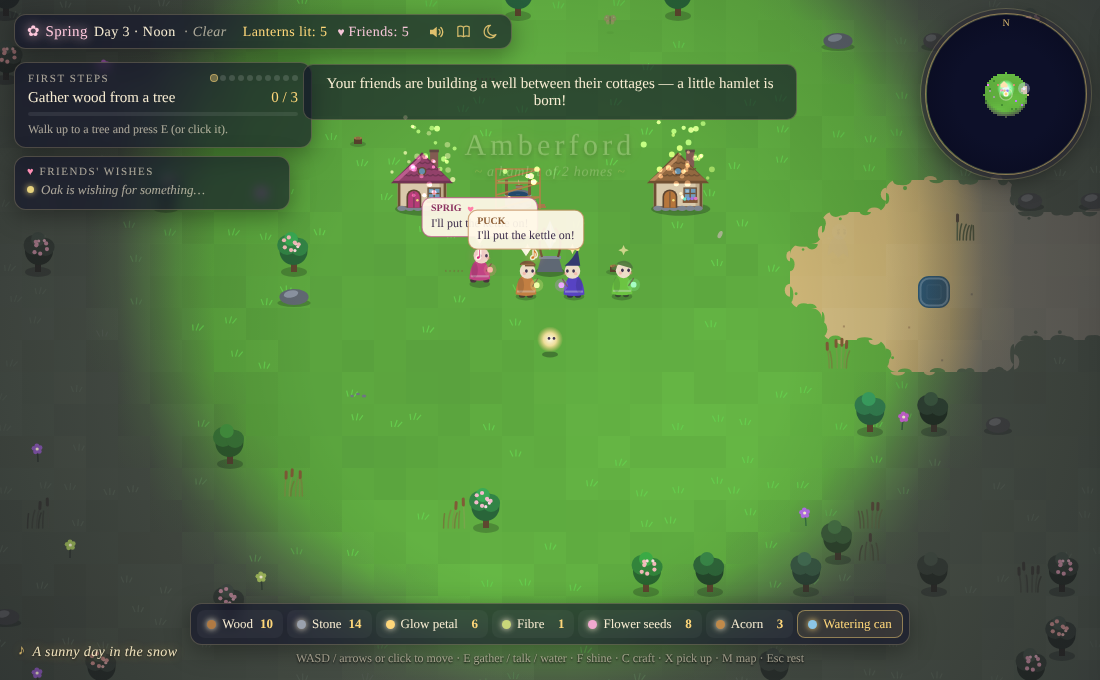 Spring Day 3 · Noon · Clear Lanterns lit: 5 ♥ Friends: 5
N
FIRST STEPS
Gather wood from a tree 0 / 3
Walk up to a tree and press E (or click it).
Your friends are building a well between their cottages — a little hamlet is
born!
♥ FRIENDS' WISHES
Oak is wishing for something…
Amberford
~ a hamlet of 2 homes ~
SPRIG ♥
I'll put t
PUCK
I'll put the kettle on!
Wood 10 Stone 14 Glow petal 6 Fibre 1 Flower seeds 8 Acorn 3 Watering can
♪ A sunny day in the snow
WASD / arrows or click to move · E gather / talk / water · F shine · C craft · X pick up · M map · Esc rest